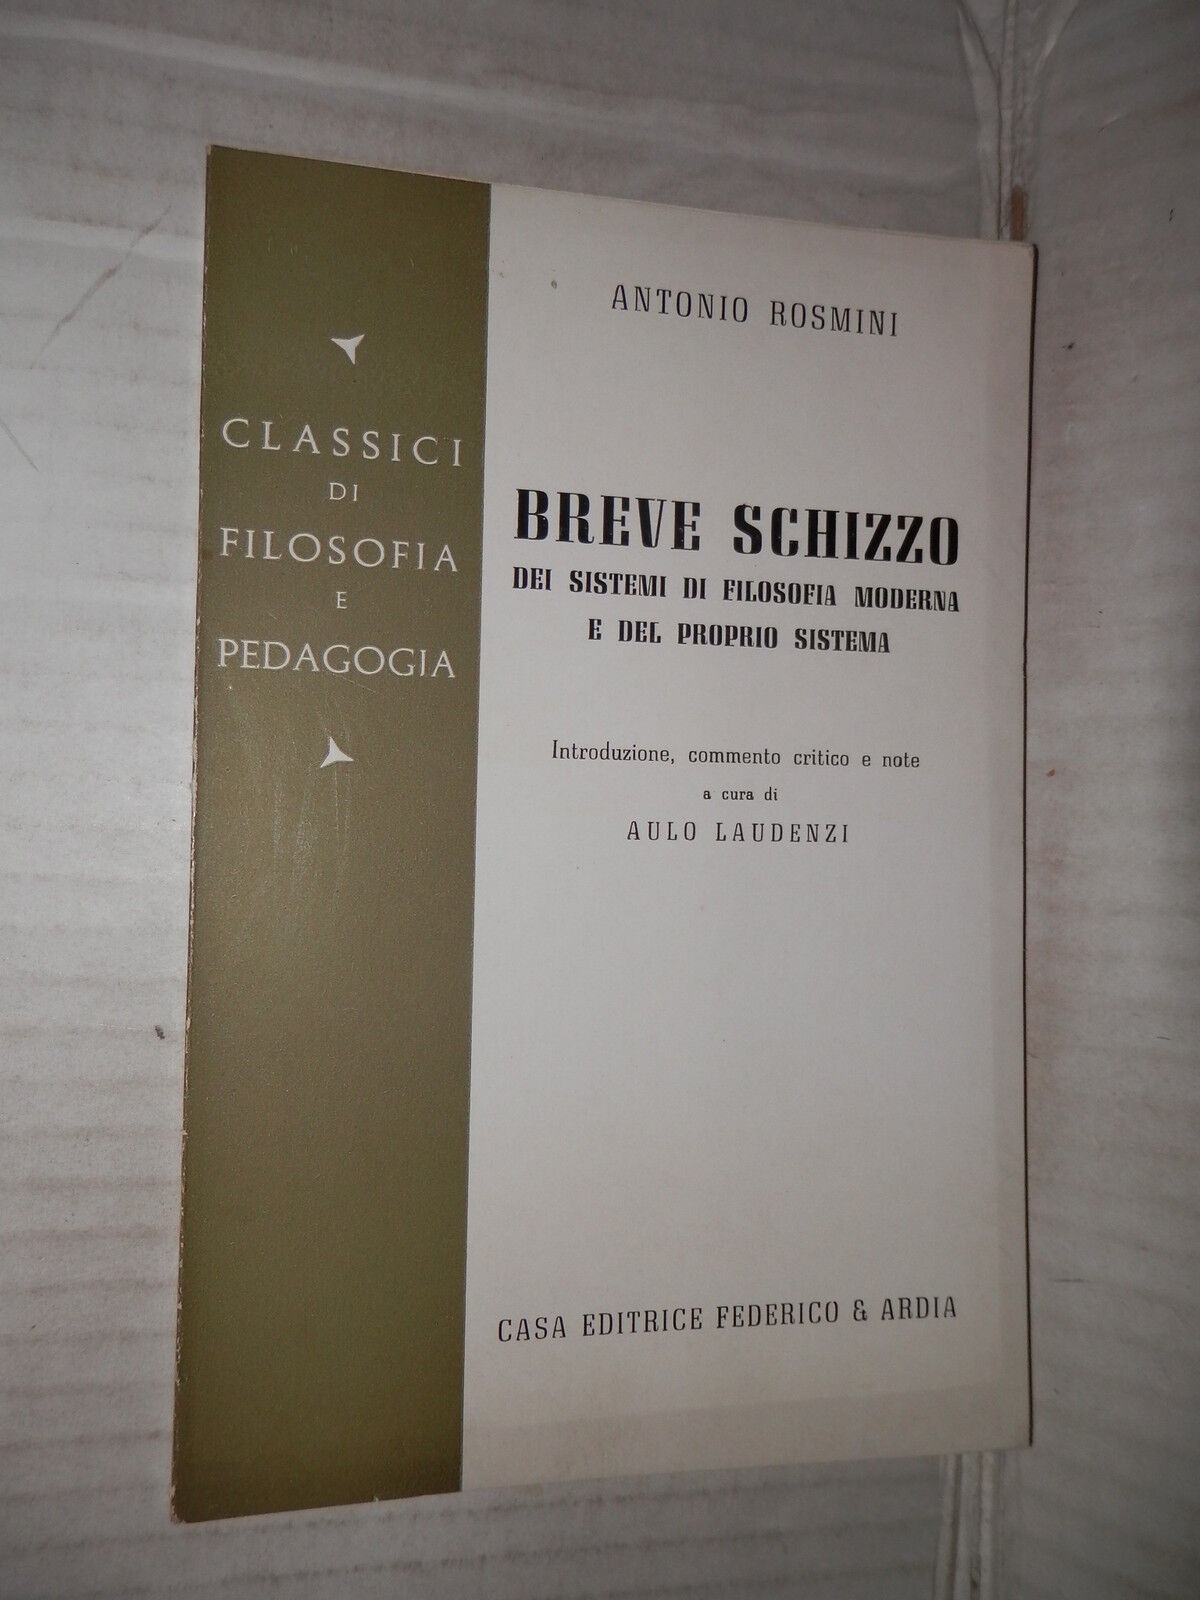 CLASSICI
DI
FILOSOFIA
E
PEDAGOGIA
ANTONIO ROSMINI
BREVE SCHIZZO
DEI SISTEMI DI FILOSOFIA MODERNA
E DEL PROPRIO SISTEMA
Introduzione, commento critico e note
a cura di
AULO LAUDENZI
CASA EDITRICE FEDERICO & ARDIA